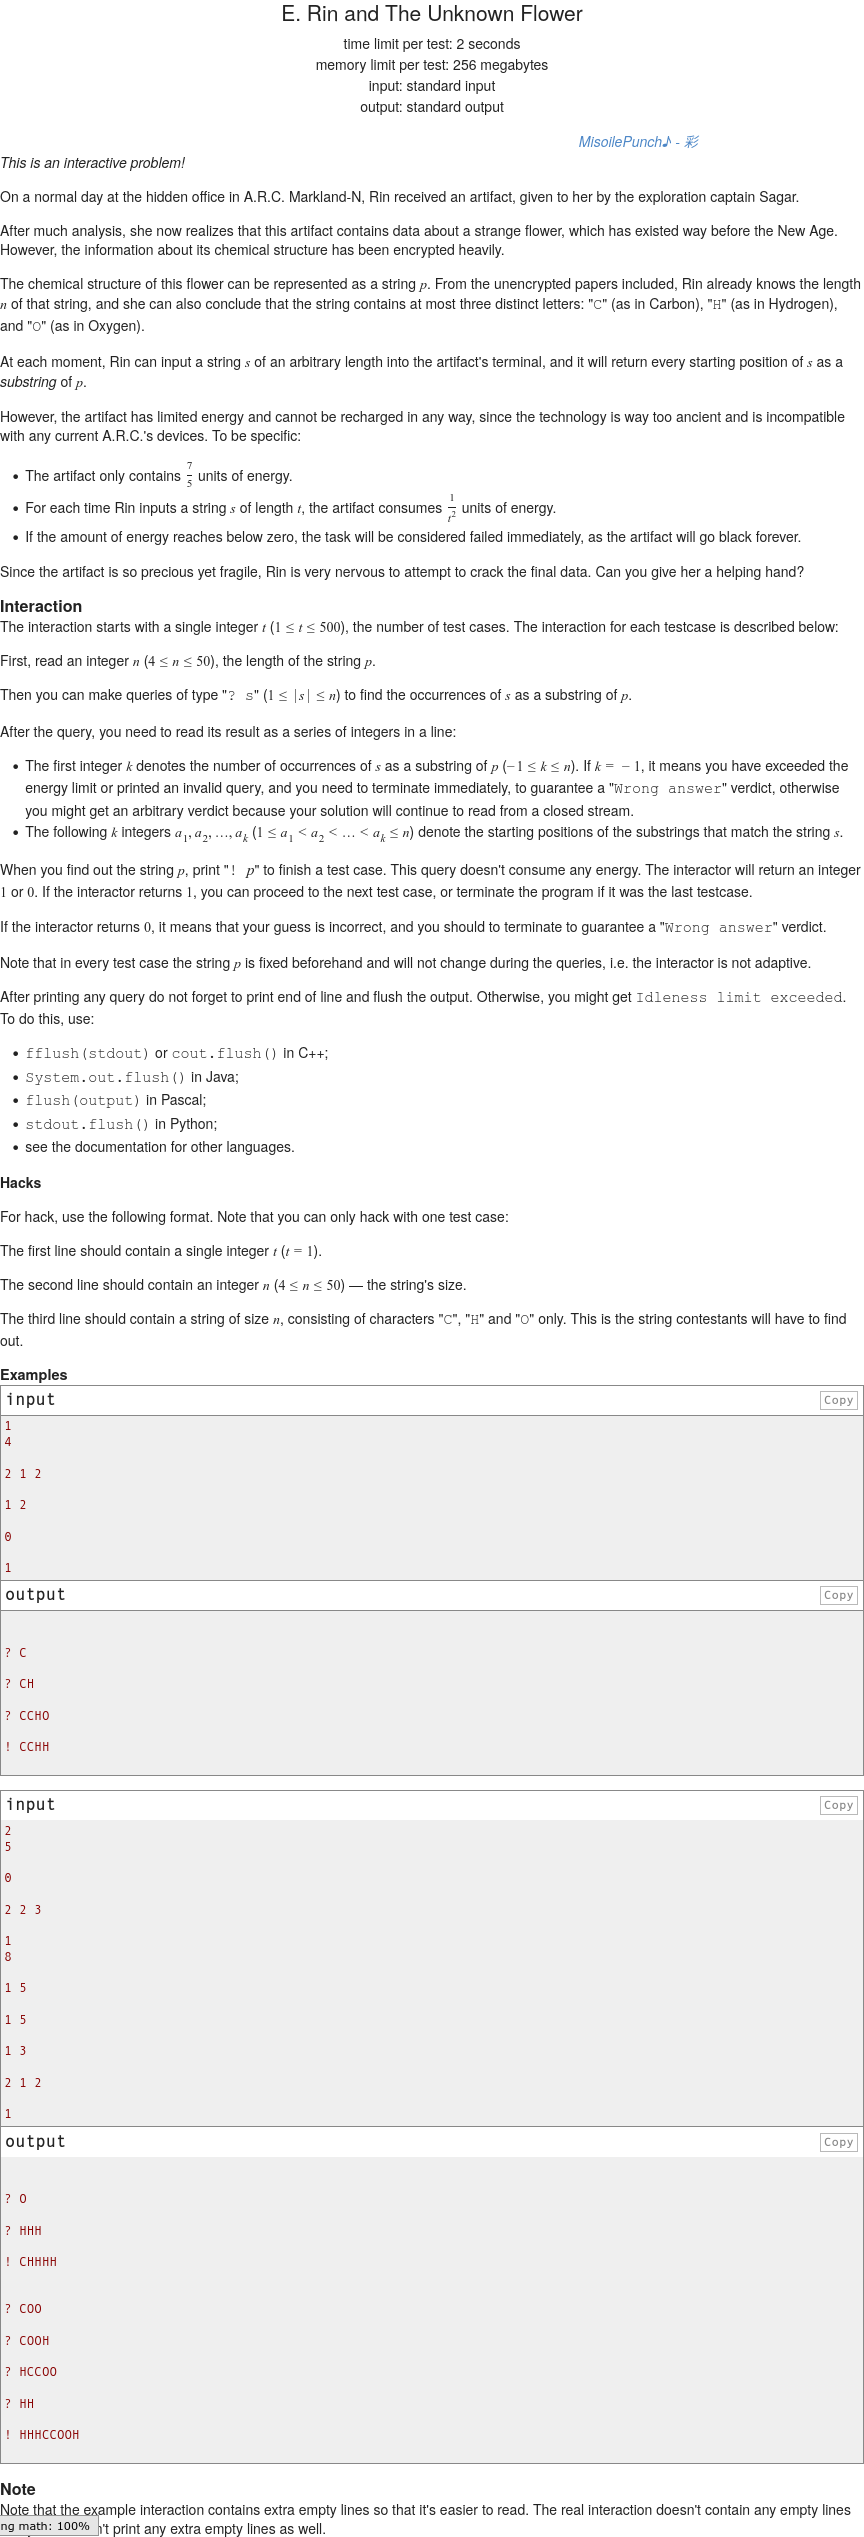 E. Rin and The Unknown Flower
time limit per test: 2 seconds
memory limit per test: 256 megabytes
input: standard input
output: standard output
MisoilePunch♪ - 彩
This is an interactive problem!
On a normal day at the hidden office in A.R.C. Markland-N, Rin received an artifact, given to her by the exploration captain Sagar.
After much analysis, she now realizes that this artifact contains data about a strange flower, which has existed way before the New Age.
However, the information about its chemical structure has been encrypted heavily.
The chemical structure of this flower can be represented as a string p. From the unencrypted papers included, Rin already knows the length
n of that string, and she can also conclude that the string contains at most three distinct letters: "C" (as in Carbon), "H" (as in Hydrogen),
and "O" (as in Oxygen).
At each moment, Rin can input a string s of an arbitrary length into the artifact's terminal, and it will return every starting position of s as a
substring of p.
However, the artifact has limited energy and cannot be recharged in any way, since the technology is way too ancient and is incompatible
with any current A.R.C.'s devices. To be specific:
• The artifact only contains 7/5 units of energy.
• For each time Rin inputs a string s of length t, the artifact consumes 1/t² units of energy.
• If the amount of energy reaches below zero, the task will be considered failed immediately, as the artifact will go black forever.
Since the artifact is so precious yet fragile, Rin is very nervous to attempt to crack the final data. Can you give her a helping hand?
Interaction
The interaction starts with a single integer t (1 ≤ t ≤ 500), the number of test cases. The interaction for each testcase is described below:
First, read an integer n (4 ≤ n ≤ 50), the length of the string p.
Then you can make queries of type "? s" (1 ≤ |s| ≤ n) to find the occurrences of s as a substring of p.
After the query, you need to read its result as a series of integers in a line:
• The first integer k denotes the number of occurrences of s as a substring of p (−1 ≤ k ≤ n). If k = −1, it means you have exceeded the
energy limit or printed an invalid query, and you need to terminate immediately, to guarantee a "Wrong answer" verdict, otherwise
you might get an arbitrary verdict because your solution will continue to read from a closed stream.
• The following k integers a₁, a₂, …, aₖ (1 ≤ a₁ < a₂ < … < aₖ ≤ n) denote the starting positions of the substrings that match the string s.
When you find out the string p, print "! p" to finish a test case. This query doesn't consume any energy. The interactor will return an integer
1 or 0. If the interactor returns 1, you can proceed to the next test case, or terminate the program if it was the last testcase.
If the interactor returns 0, it means that your guess is incorrect, and you should to terminate to guarantee a "Wrong answer" verdict.
Note that in every test case the string p is fixed beforehand and will not change during the queries, i.e. the interactor is not adaptive.
After printing any query do not forget to print end of line and flush the output. Otherwise, you might get Idleness limit exceeded.
To do this, use:
• fflush(stdout) or cout.flush() in C++;
• System.out.flush() in Java;
• flush(output) in Pascal;
• stdout.flush() in Python;
• see the documentation for other languages.
Hacks
For hack, use the following format. Note that you can only hack with one test case:
The first line should contain a single integer t (t = 1).
The second line should contain an integer n (4 ≤ n ≤ 50) — the string's size.
The third line should contain a string of size n, consisting of characters "C", "H" and "O" only. This is the string contestants will have to find
out.
Examples
input
Copy
1
4
2 1 2
1 2
0
1
output
Copy
? C
? CH
? CCHO
! CCHH
input
Copy
2
5
0
2 2 3
1
8
1 5
1 5
1 3
2 1 2
1
output
Copy
? O
? HHH
! CHHHH
? COO
? COOH
? HCCOO
? HH
! HHHCCOOH
Note
Note that the example interaction contains extra empty lines so that it's easier to read. The real interaction doesn't contain any empty lines
ng math: 100% 't print any extra empty lines as well.